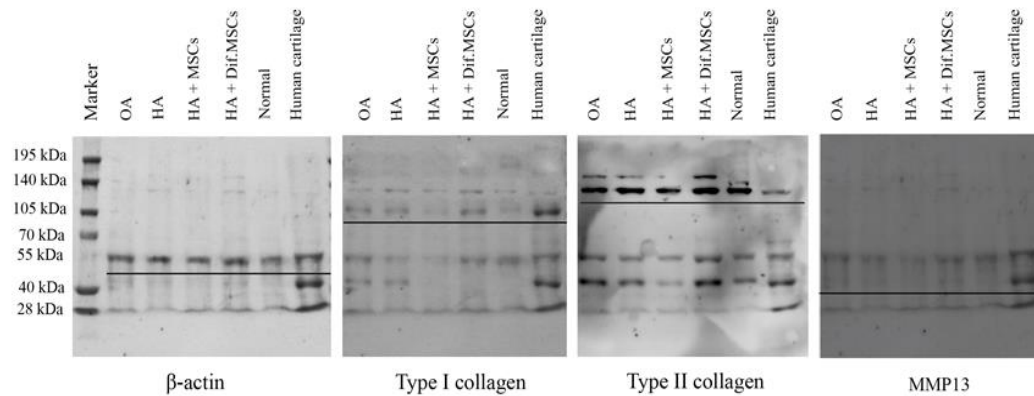 Marker
OA
HA
HA + MSCs
HA + Dif.MSCs
Normal
Human cartilage
OA
HA
HA + MSCs
HA + Dif.MSCs
Normal
Human cartilage
OA
HA
HA + MSCs
HA + Dif.MSCs
Normal
Human cartilage
OA
HA
HA + MSCs
HA + Dif.MSCs
Normal
Human cartilage
195 kDa
140 kDa
105 kDa
70 kDa
55 kDa
40 kDa
28 kDa
β-actin
Type I collagen
Type II collagen
MMP13